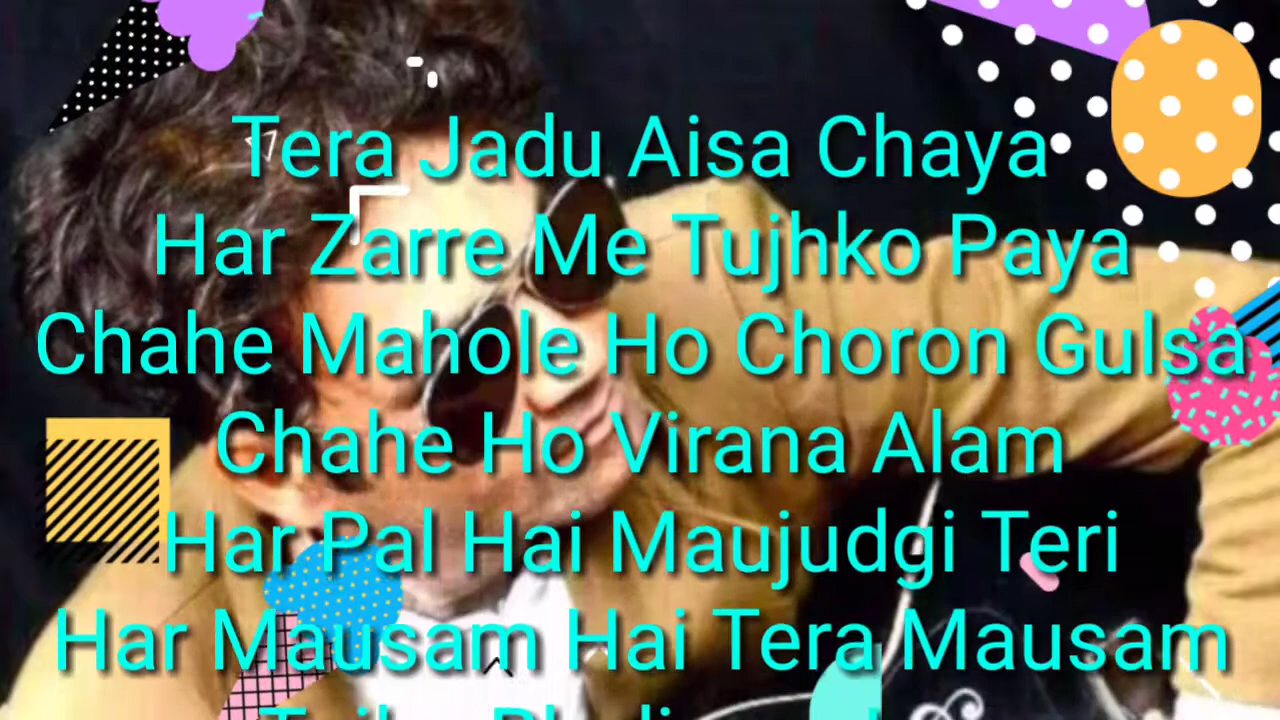 Tera Jadu Aisa Chaya
Har Zarre Me Tujhko Paya
Chahe Mahole Ho Choron Gulsa
Chahe Ho Virana Alam
Har Pal Hai Maujudgi Teri
Har Mausam Hai Tera Mausam